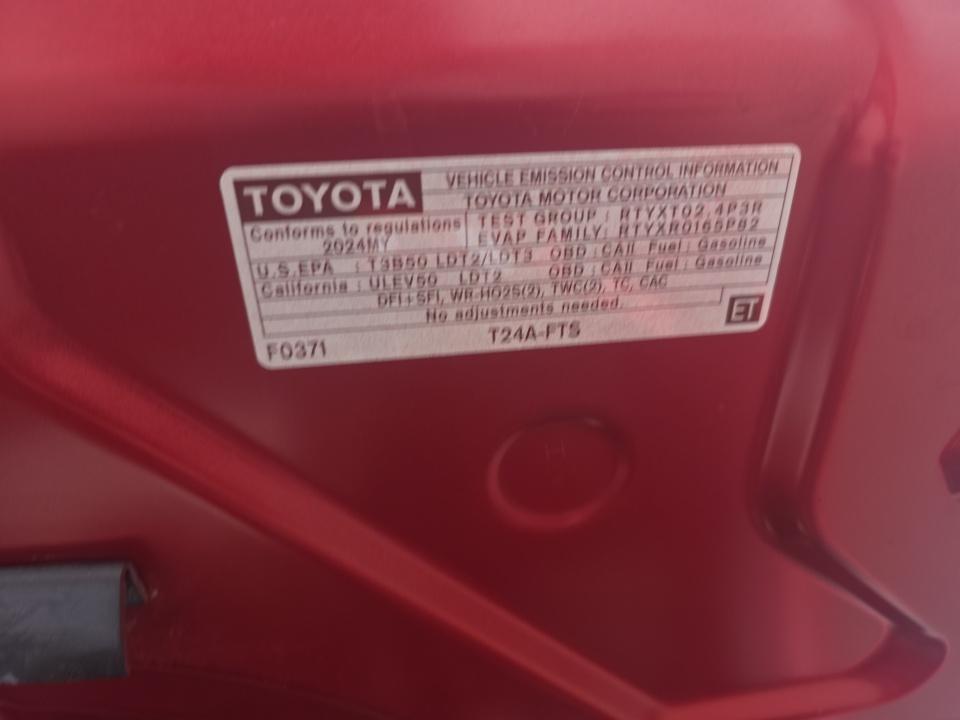 TOYOTA
VEHICLE EMISSION CONTROL INFORMATION
TOYOTA MOTOR CORPORATION
Conforms to regulations
2024MY
TEST GROUP : RTYXT02.4P3R
EVAP FAMILY: RTYXR0165P82
U.S.EPA : T3B50 LDT2/LDT3 OBD : CAII Fuel : Gasoline
California : ULEV50 LDT2 OBD : CAII Fuel : Gasoline
DFI+SFI, WR-HO2S(2), TWC(2), TC, CAC
No adjustments needed.
ET
F0371
T24A-FTS